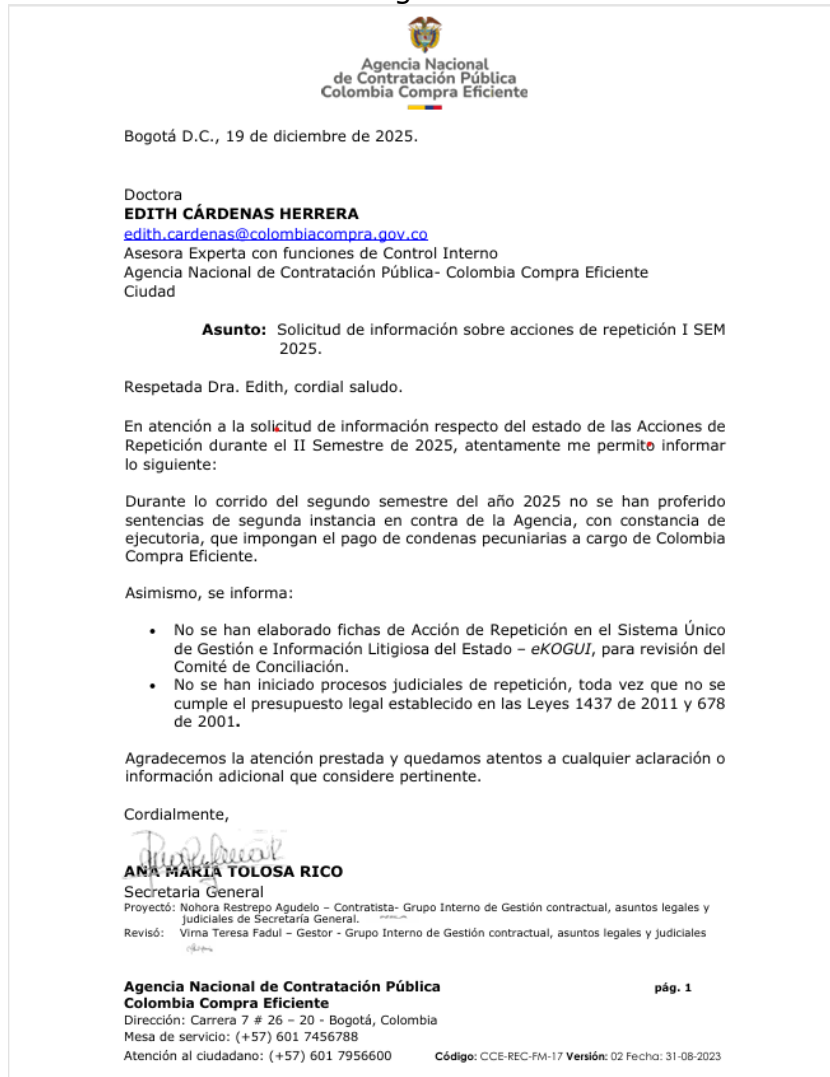 Agencia Nacional
de Contratación Pública
Colombia Compra Eficiente
Bogotá D.C., 19 de diciembre de 2025.
Doctora
EDITH CÁRDENAS HERRERA
edith.cardenas@colombiacompra.gov.co
Asesora Experta con funciones de Control Interno
Agencia Nacional de Contratación Pública- Colombia Compra Eficiente
Ciudad
Asunto: Solicitud de información sobre acciones de repetición I SEM
2025.
Respetada Dra. Edith, cordial saludo.
En atención a la solicitud de información respecto del estado de las Acciones de
Repetición durante el II Semestre de 2025, atentamente me permito informar
lo siguiente:
Durante lo corrido del segundo semestre del año 2025 no se han proferido
sentencias de segunda instancia en contra de la Agencia, con constancia de
ejecutoria, que impongan el pago de condenas pecuniarias a cargo de Colombia
Compra Eficiente.
Asimismo, se informa:
• No se han elaborado fichas de Acción de Repetición en el Sistema Único
de Gestión e Información Litigiosa del Estado – eKOGUI, para revisión del
Comité de Conciliación.
• No se han iniciado procesos judiciales de repetición, toda vez que no se
cumple el presupuesto legal establecido en las Leyes 1437 de 2011 y 678
de 2001.
Agradecemos la atención prestada y quedamos atentos a cualquier aclaración o
información adicional que considere pertinente.
Cordialmente,
ANA MARÍA TOLOSA RICO
Secretaria General
Proyectó: Nohora Restrepo Agudelo – Contratista- Grupo Interno de Gestión contractual, asuntos legales y
judiciales de Secretaría General.
Revisó: Virna Teresa Fadul – Gestor - Grupo Interno de Gestión contractual, asuntos legales y judiciales
Agencia Nacional de Contratación Pública pág. 1
Colombia Compra Eficiente
Dirección: Carrera 7 # 26 – 20 - Bogotá, Colombia
Mesa de servicio: (+57) 601 7456788
Atención al ciudadano: (+57) 601 7956600 Código: CCE-REC-FM-17 Versión: 02 Fecha: 31-08-2023